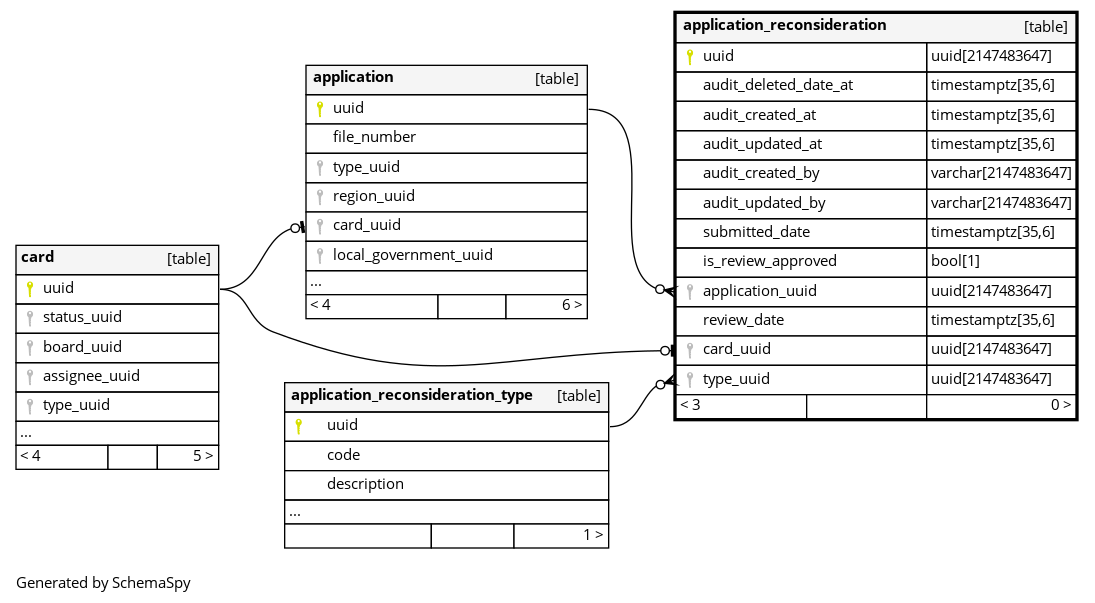 card [table]
uuid
status_uuid
board_uuid
assignee_uuid
type_uuid
...
< 4 5 >
application [table]
uuid
file_number
type_uuid
region_uuid
card_uuid
local_government_uuid
...
< 4 6 >
application_reconsideration_type [table]
uuid
code
description
...
1 >
application_reconsideration [table]
uuid uuid[2147483647]
audit_deleted_date_at timestamptz[35,6]
audit_created_at timestamptz[35,6]
audit_updated_at timestamptz[35,6]
audit_created_by varchar[2147483647]
audit_updated_by varchar[2147483647]
submitted_date timestamptz[35,6]
is_review_approved bool[1]
application_uuid uuid[2147483647]
review_date timestamptz[35,6]
card_uuid uuid[2147483647]
type_uuid uuid[2147483647]
< 3 0 >
Generated by SchemaSpy